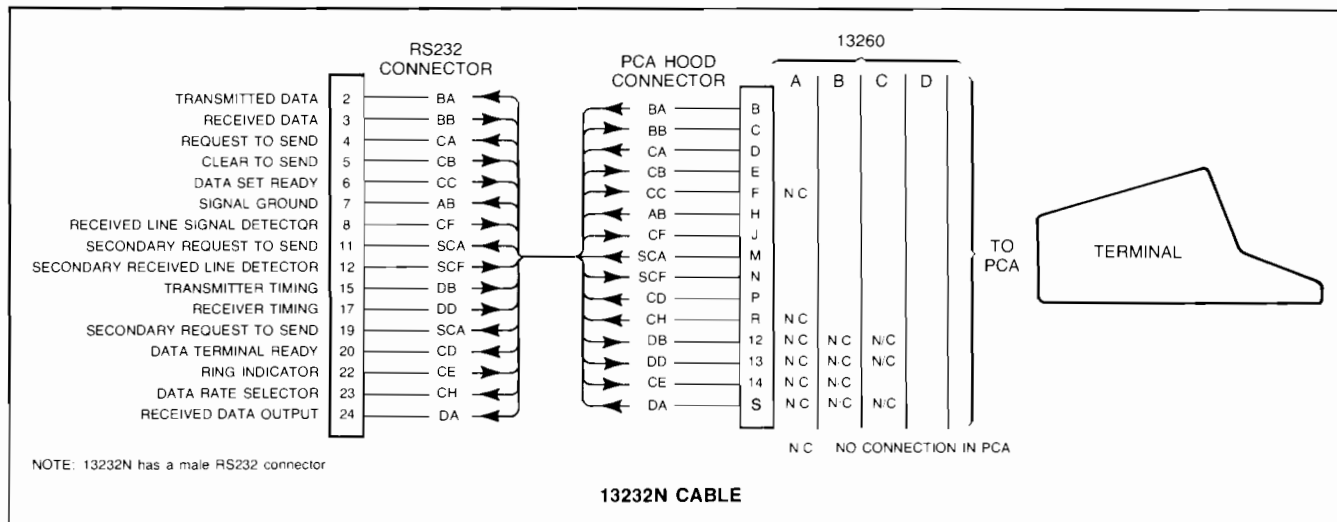 13260
RS232 CONNECTOR
PCA HOOD CONNECTOR
A B C D
TRANSMITTED DATA 2 BA BA B
RECEIVED DATA 3 BB BB C
REQUEST TO SEND 4 CA CA D
CLEAR TO SEND 5 CB CB E
DATA SET READY 6 CC CC F N C
SIGNAL GROUND 7 AB AB H
RECEIVED LINE SIGNAL DETECTOR 8 CF CF J
SECONDARY REQUEST TO SEND 11 SCA SCA M
SECONDARY RECEIVED LINE DETECTOR 12 SCF SCF N
TRANSMITTER TIMING 15 DB CD P
RECEIVER TIMING 17 DD CH R N C
SECONDARY REQUEST TO SEND 19 SCA DB 12 N C N C N/C
DATA TERMINAL READY 20 CD DD 13 N C N/C N/C
RING INDICATOR 22 CE CE 14 N C N/C
DATA RATE SELECTOR 23 CH DA S N C N/C N/C
RECEIVED DATA OUTPUT 24 DA
TO PCA
TERMINAL
N C NO CONNECTION IN PCA
NOTE: 13232N has a male RS232 connector
13232N CABLE